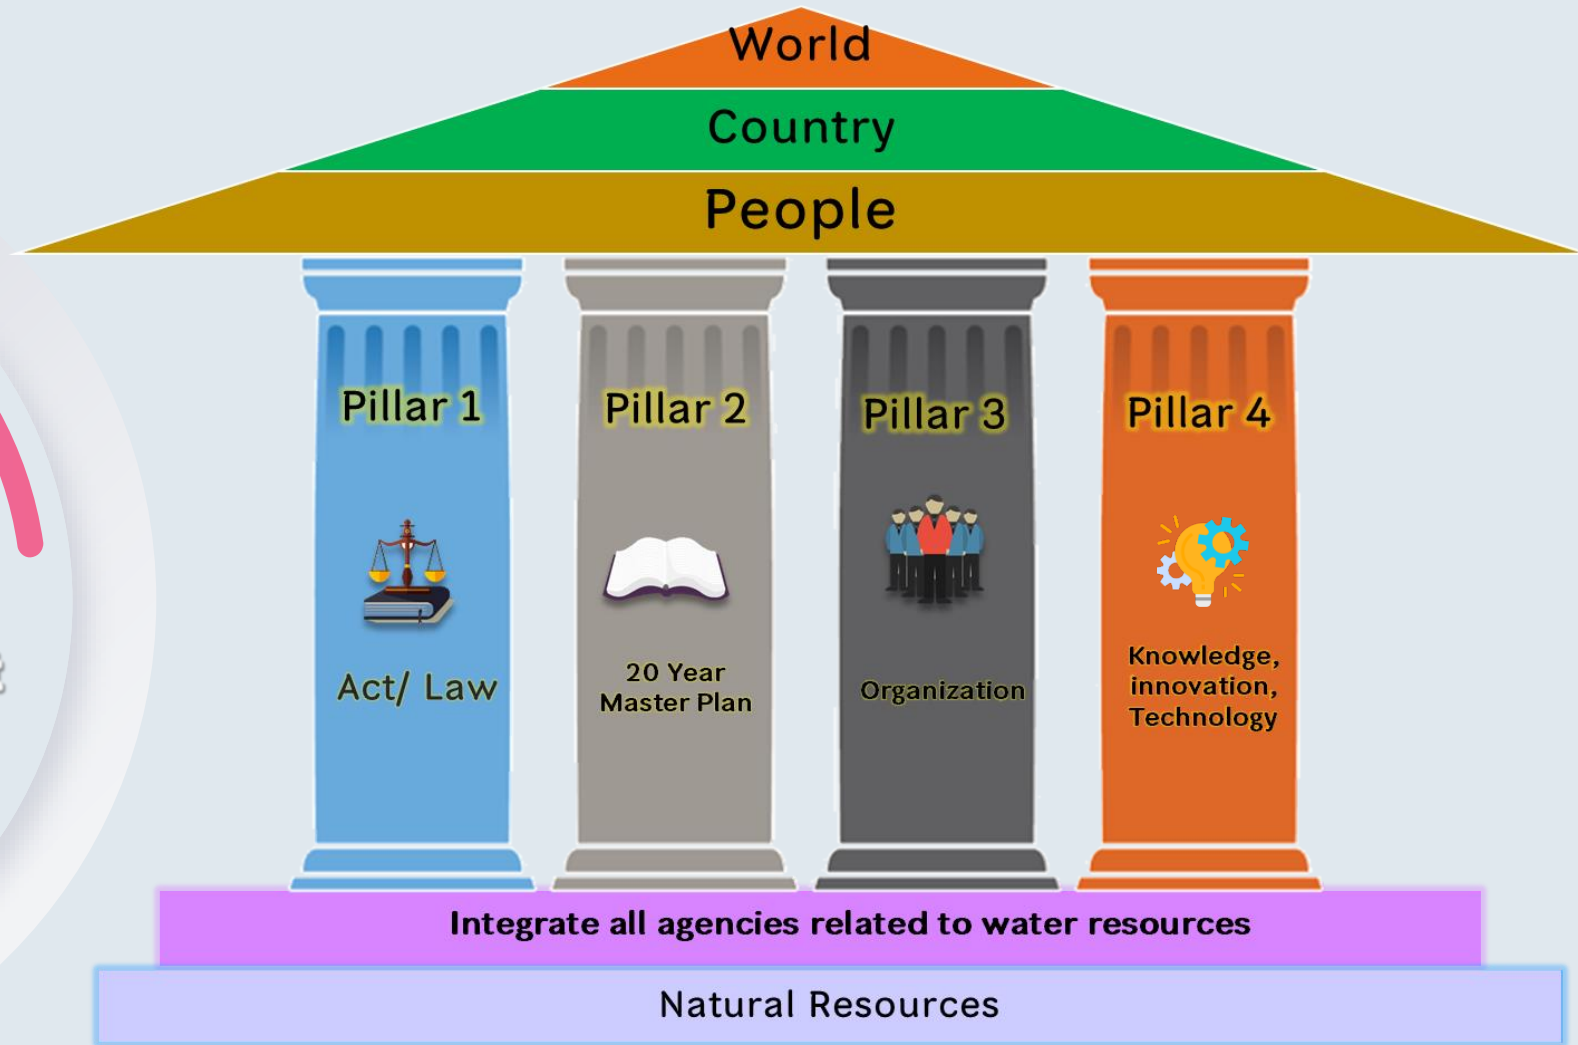 World
Country
People
Pillar 1
Pillar 2
Pillar 3
Pillar 4
Act/ Law
20 Year
Master Plan
Organization
Knowledge,
innovation,
Technology
Integrate all agencies related to water resources
Natural Resources